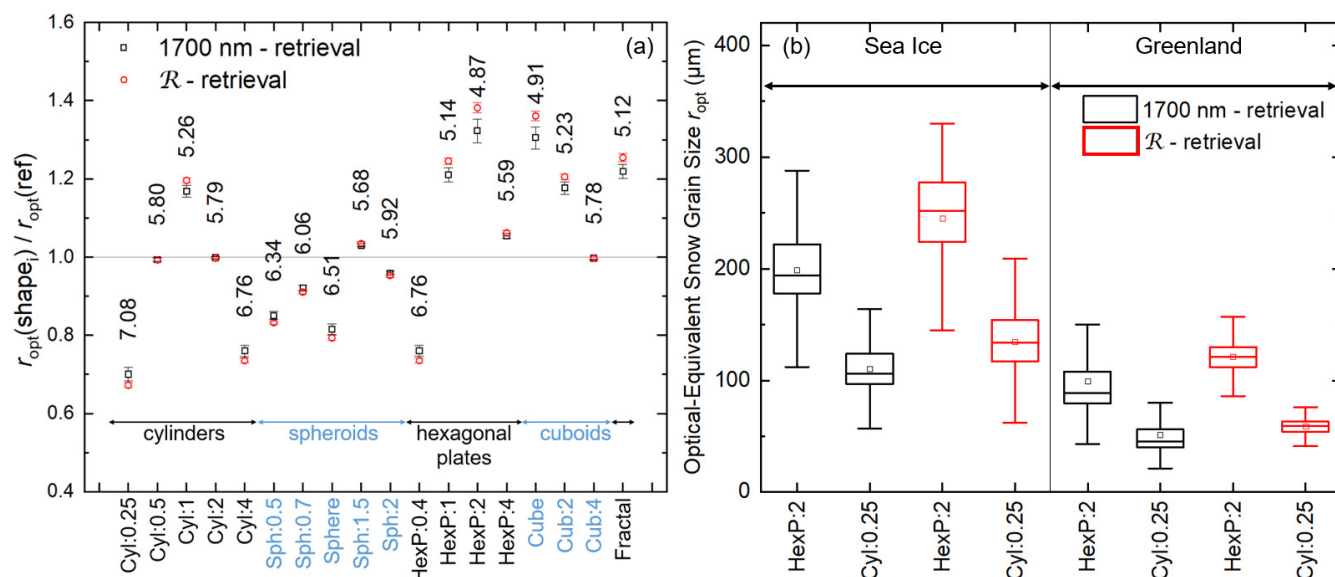 (a)
1700 nm - retrieval
ℛ - retrieval
r_opt(shape_i) / r_opt(ref)
1.6
1.4
1.2
1.0
0.8
0.6
0.4
7.08
5.80
5.26
5.79
6.76
6.34
6.06
6.51
5.68
5.92
6.76
5.14
4.87
5.59
4.91
5.23
5.78
5.12
cylinders
spheroids
hexagonal
plates
cuboids
Cyl:0.25
Cyl:0.5
Cyl:1
Cyl:2
Cyl:4
Sph:0.5
Sph:0.7
Sphere
Sph:1.5
Sph:2
HexP:0.4
HexP:1
HexP:2
HexP:4
Cube
Cub:2
Cub:4
Fractal
(b)
Sea Ice
Greenland
1700 nm - retrieval
ℛ - retrieval
Optical-Equivalent Snow Grain Size r_opt (µm)
400
300
200
100
0
HexP:2
Cyl:0.25
HexP:2
Cyl:0.25
HexP:2
Cyl:0.25
HexP:2
Cyl:0.25